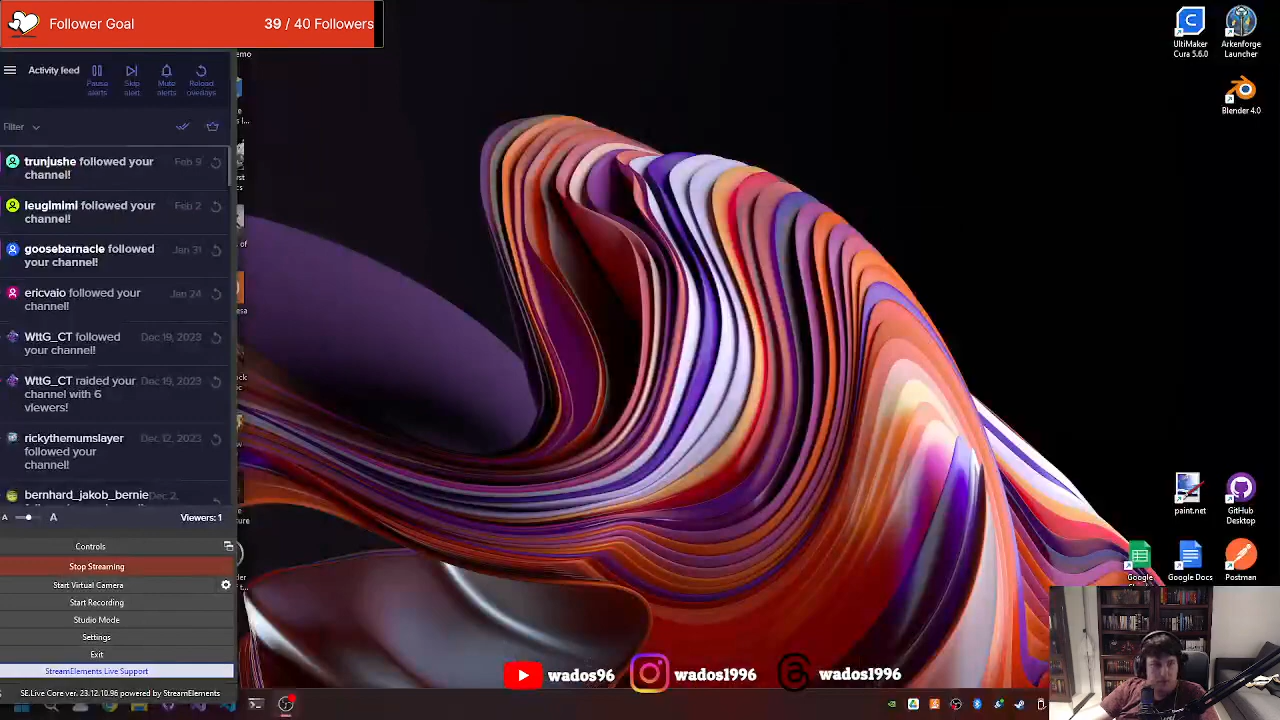 Follower Goal 39 / 40 Followers
UltiMaker
Cura 5.6.0
Arkenforge
Launcher
Blender 4.0
Activity feed
Pause
alerts
Skip
alert
Mute
alerts
Reload
overlays
Filter
trunjushe followed your
channel!
Feb 9
leugimiml followed your
channel!
Feb 2
goosebarnacle followed
your channel!
Jan 31
ericvaio followed your
channel!
Jan 24
WttG_CT followed
your channel!
Dec 19, 2023
WttG_CT raided your
channel with 6
viewers!
Dec 19, 2023
rickythemumslayer
followed your
channel!
Dec 12, 2023
bernhard_jakob_bernie
Dec 2,
A A Viewers: 1
Controls
Stop Streaming
Start Virtual Camera
Start Recording
Studio Mode
Settings
Exit
StreamElements Live Support
SE.Live Core ver. 23.12.10.96 powered by StreamElements
paint.net
GitHub
Desktop
Google
Google Docs
Postman
wados96
wados1996
wados1996